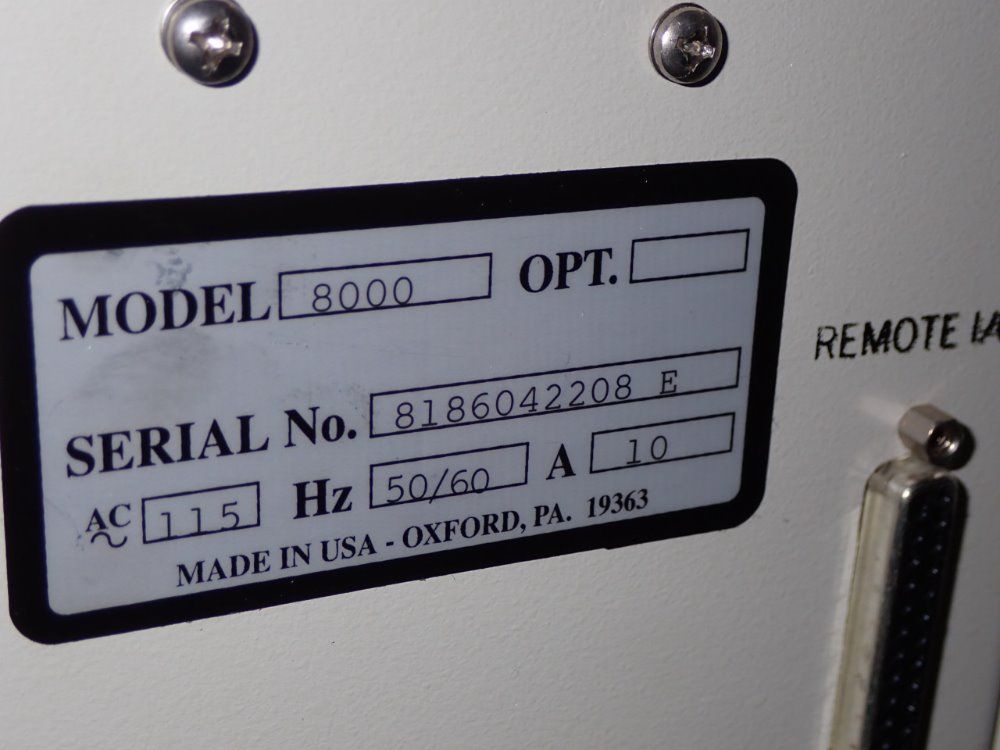 MODEL 8000 OPT.
SERIAL No. 8186042208 E
AC 115 Hz 50/60 A 10
MADE IN USA - OXFORD, PA. 19363
REMOTE